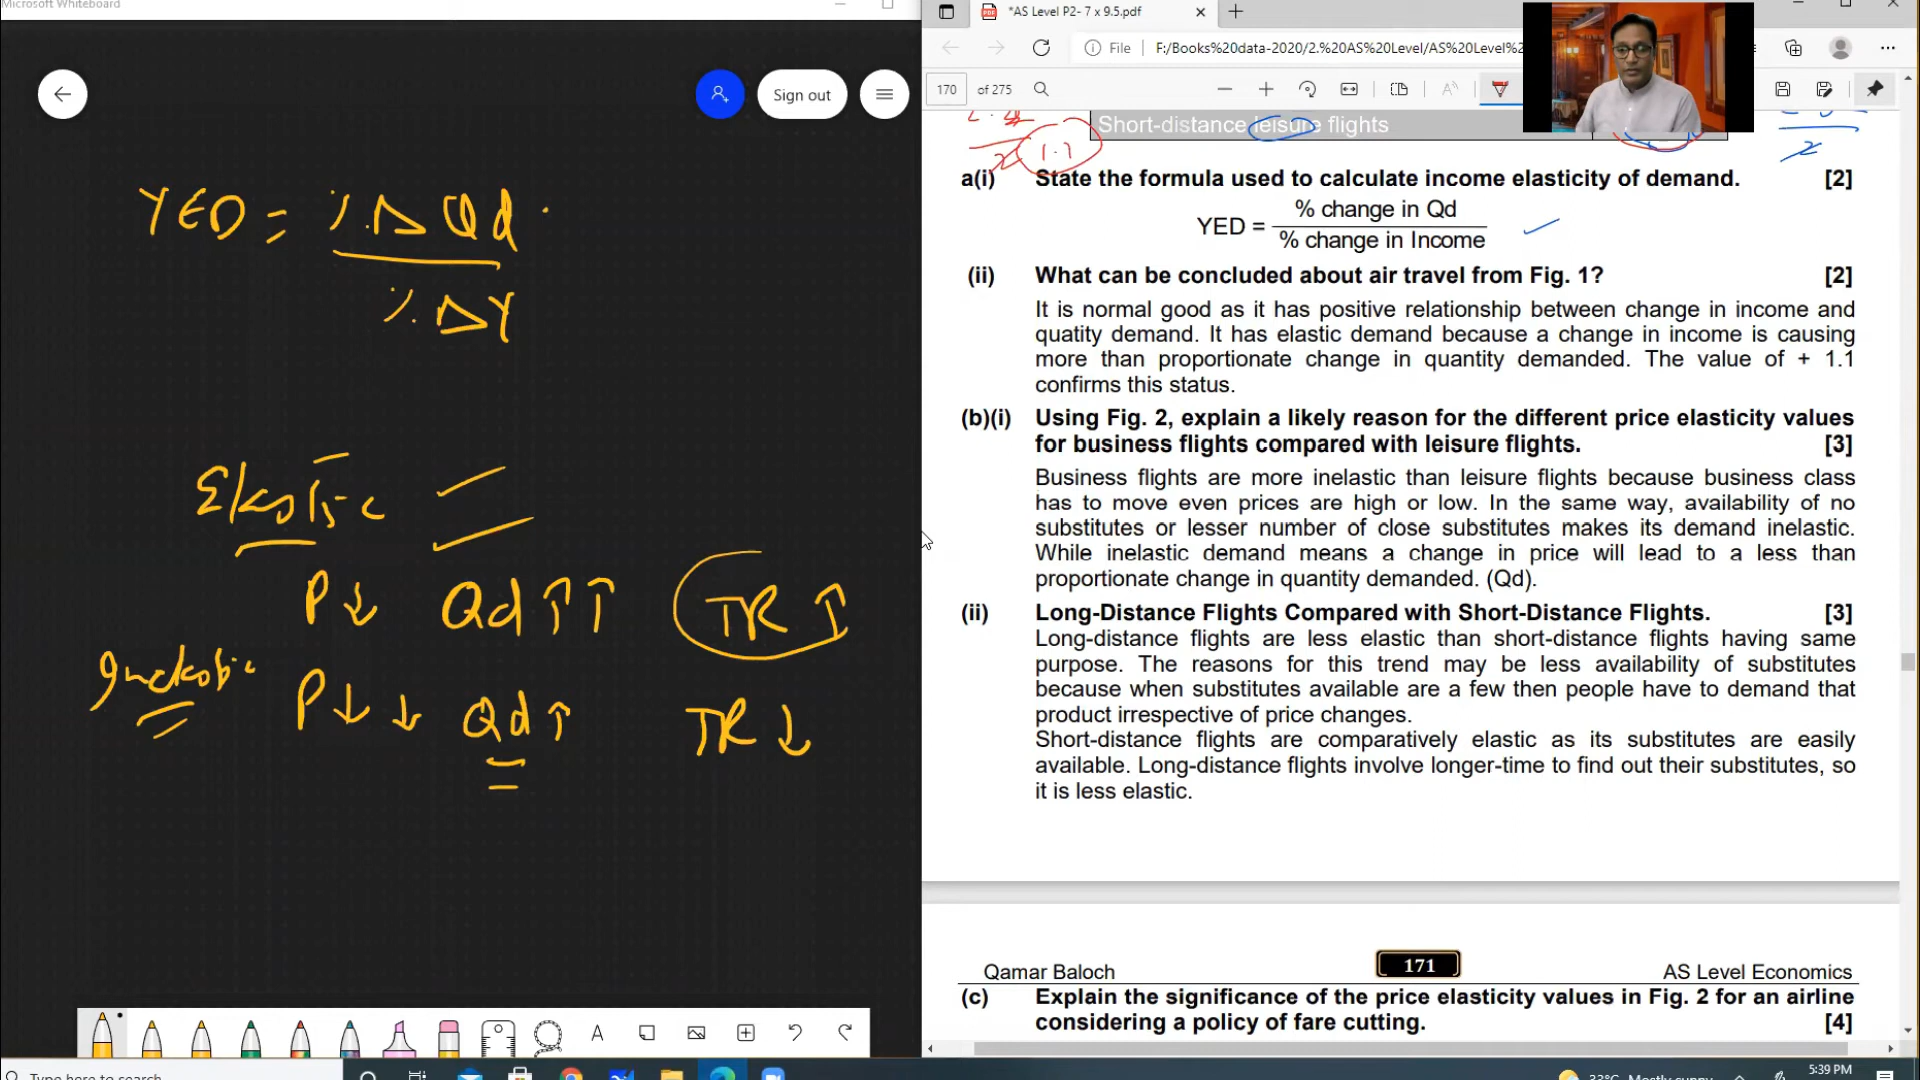 Microsoft Whiteboard
Sign out
YED = % Δ Qd
% Δ Y
Elastic
P↓ Qd ↑↑ TR ↑
Inelastic P↓↓ Qd↑ TR ↓
Type here to search
*AS Level P2- 7 x 9.5.pdf
File F:/Books%20data-2020/2.%20AS%20Level/AS%20Level%2
170 of 275
Short-distance leisure flights
1.7
2
a(i) State the formula used to calculate income elasticity of demand. [2]
YED = % change in Qd
% change in Income
(ii) What can be concluded about air travel from Fig. 1? [2]
It is normal good as it has positive relationship between change in income and
quatity demand. It has elastic demand because a change in income is causing
more than proportionate change in quantity demanded. The value of + 1.1
confirms this status.
(b)(i) Using Fig. 2, explain a likely reason for the different price elasticity values
for business flights compared with leisure flights. [3]
Business flights are more inelastic than leisure flights because business class
has to move even prices are high or low. In the same way, availability of no
substitutes or lesser number of close substitutes makes its demand inelastic.
While inelastic demand means a change in price will lead to a less than
proportionate change in quantity demanded. (Qd).
(ii) Long-Distance Flights Compared with Short-Distance Flights. [3]
Long-distance flights are less elastic than short-distance flights having same
purpose. The reasons for this trend may be less availability of substitutes
because when substitutes available are a few then people have to demand that
product irrespective of price changes.
Short-distance flights are comparatively elastic as its substitutes are easily
available. Long-distance flights involve longer-time to find out their substitutes, so
it is less elastic.
Qamar Baloch 171 AS Level Economics
(c) Explain the significance of the price elasticity values in Fig. 2 for an airline
considering a policy of fare cutting. [4]
33°C Mostly sunny
5:39 PM